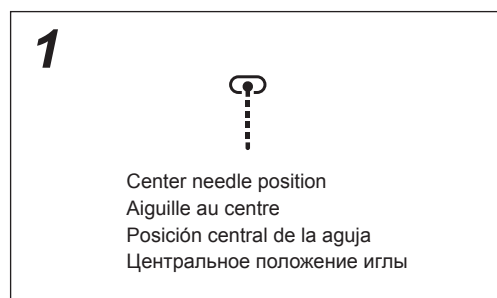 1
Center needle position
Aiguille au centre
Posición central de la aguja
Центральное положение иглы